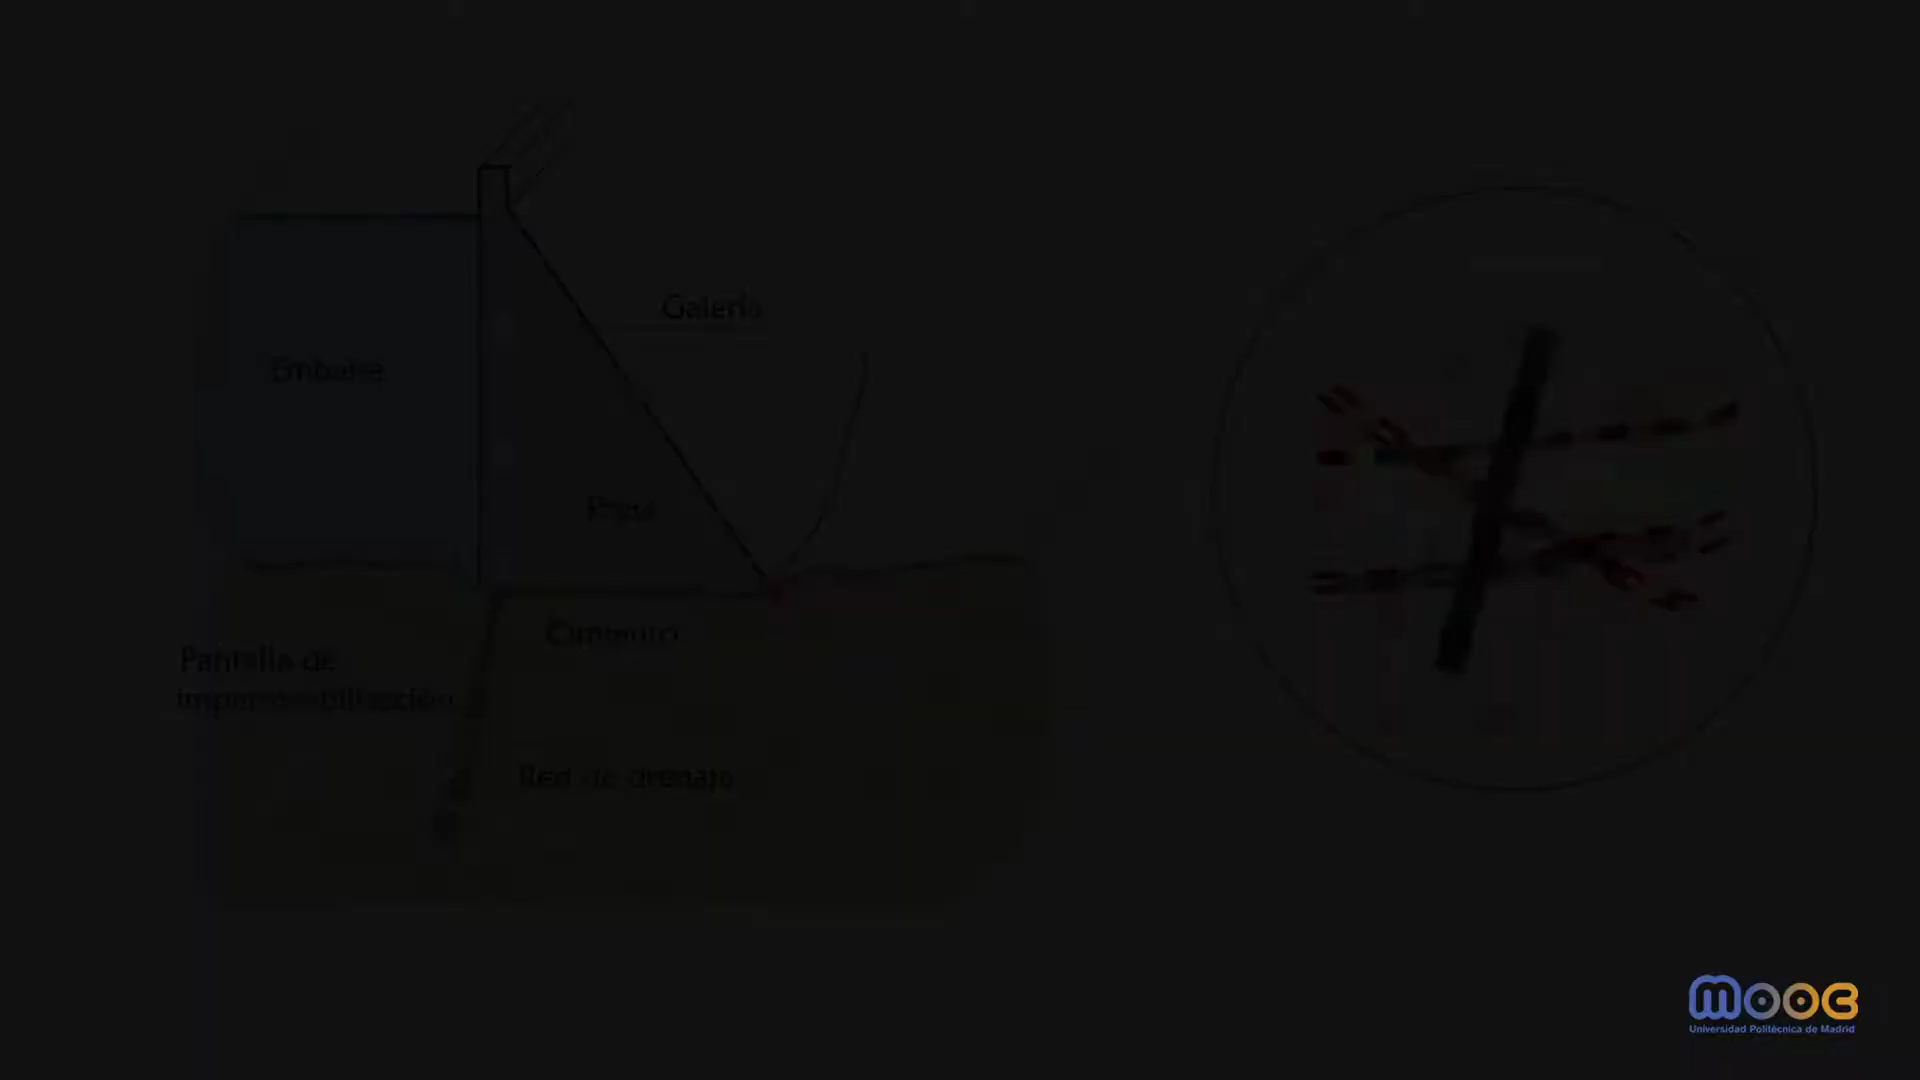 Galería
Embalse
Presa
Cimiento
Pantalla de
impermeabilización
Red de drenaje
mooc
Universidad Politécnica de Madrid